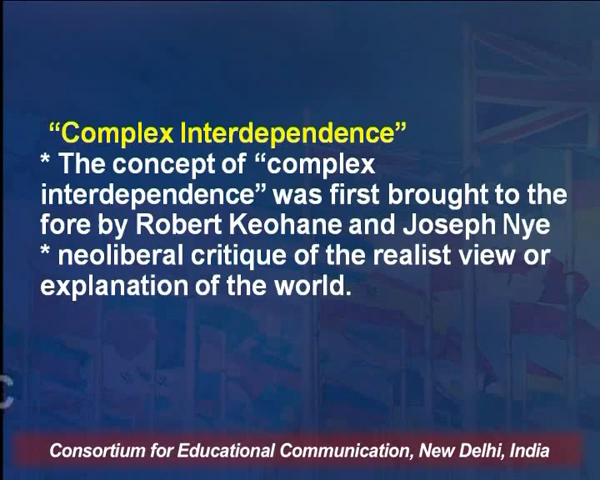 “Complex Interdependence”
* The concept of “complex
interdependence” was first brought to the
fore by Robert Keohane and Joseph Nye
* neoliberal critique of the realist view or
explanation of the world.
C
Consortium for Educational Communication, New Delhi, India